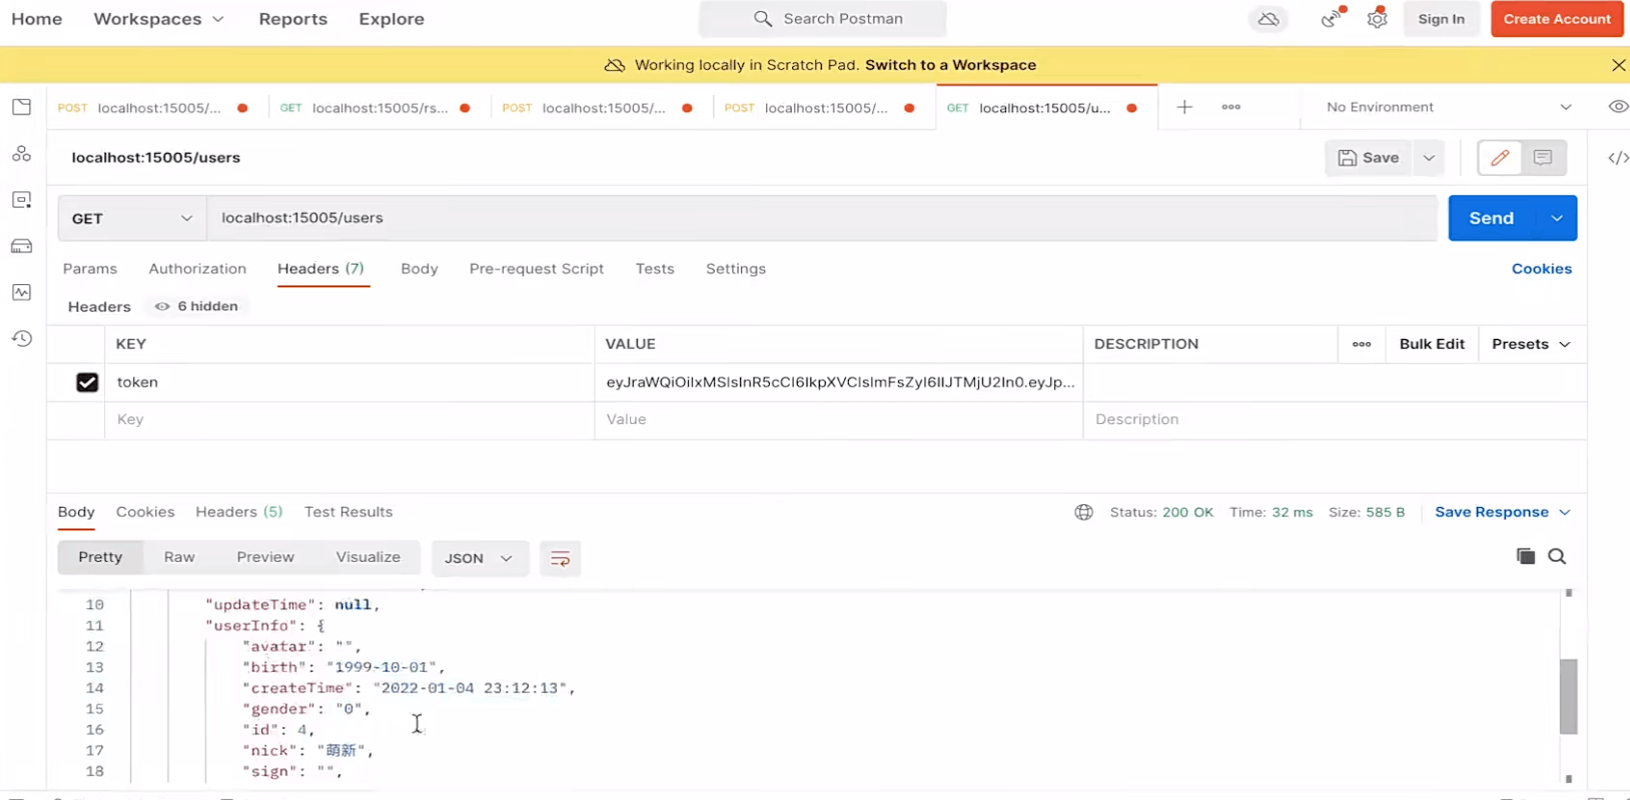 Home Workspaces Reports Explore Search Postman Sign In Create Account
Working locally in Scratch Pad. Switch to a Workspace
POST localhost:15005/... GET localhost:15005/rs... POST localhost:15005/... POST localhost:15005/... GET localhost:15005/u... No Environment
localhost:15005/users Save
GET localhost:15005/users Send
Params Authorization Headers (7) Body Pre-request Script Tests Settings Cookies
Headers 6 hidden
KEY VALUE DESCRIPTION Bulk Edit Presets
token eyJraWQiOiIxMSIsInR5cCI6IkpXVCIsImFsZyI6IlJTMjU2In0.eyJp...
Key Value Description
Body Cookies Headers (5) Test Results Status: 200 OK Time: 32 ms Size: 585 B Save Response
Pretty Raw Preview Visualize JSON
10 "updateTime": null,
11 "userInfo": {
12 "avatar": "",
13 "birth": "1999-10-01",
14 "createTime": "2022-01-04 23:12:13",
15 "gender": "0",
16 "id": 4,
17 "nick": "萌新",
18 "sign": "",